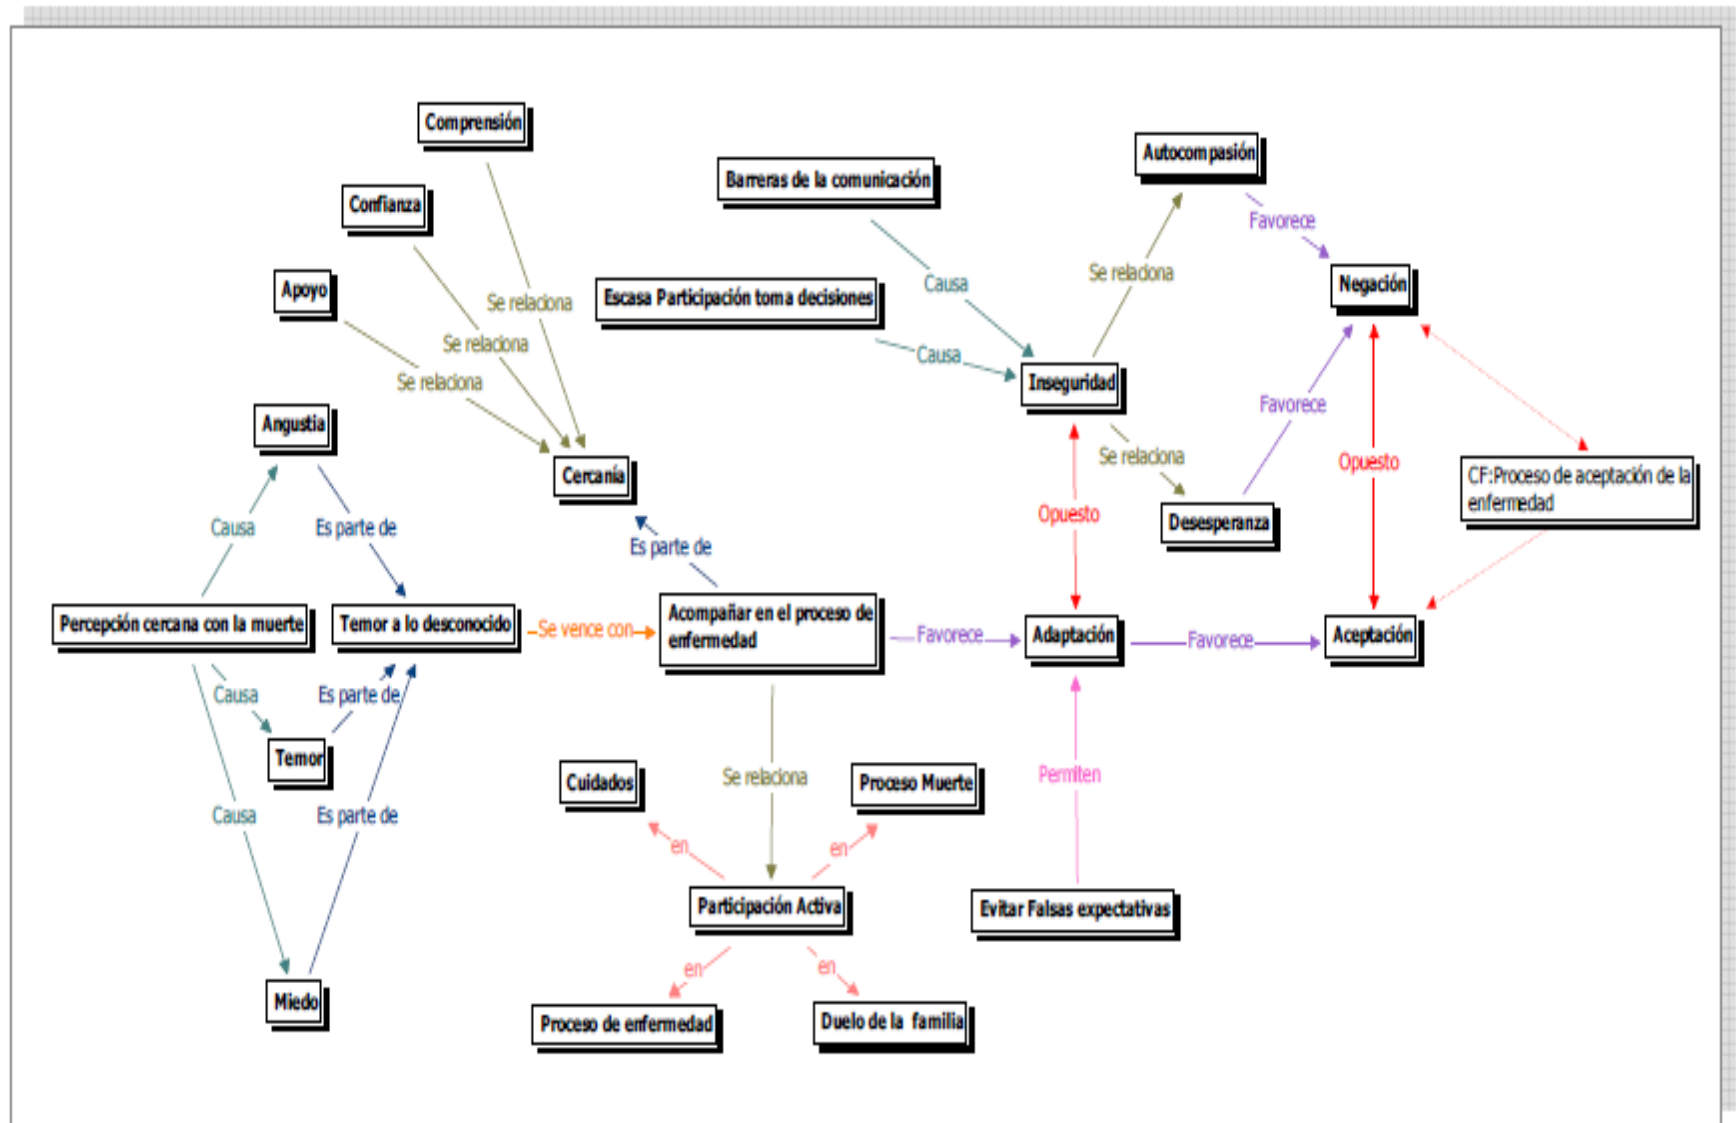 Comprensión
Autocompasión
Barreras de la comunicación
Confianza
Favorece
Apoyo
Causa
Se relaciona
Negación
Escasa Participación toma decisiones
Se relaciona
Se relaciona
Causa
Se relaciona
Inseguridad
Favorece
Angustia
Cercanía
Se relaciona
Opuesto
CF:Proceso de aceptación de la
enfermedad
Causa
Es parte de
Es parte de
Opuesto
Desesperanza
Percepción cercana con la muerte
Temor a lo desconocido
Se vence con
Acompañar en el proceso de
enfermedad
Favorece
Adaptación
Favorece
Aceptación
Causa
Es parte de
Temor
Cuidados
Se relaciona
Proceso Muerte
Permiten
Causa
Es parte de
en
en
Participación Activa
Evitar Falsas expectativas
en
en
Miedo
Proceso de enfermedad
Duelo de la familia